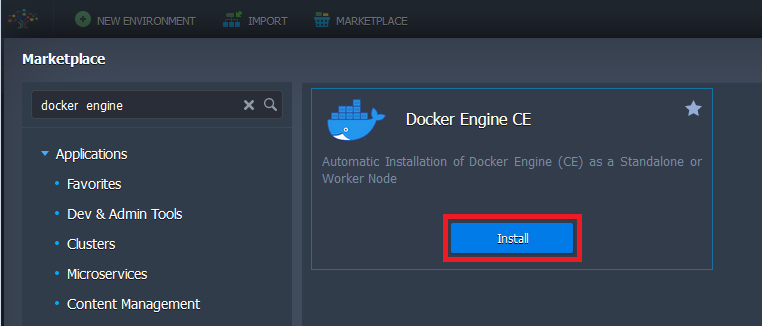 NEW ENVIRONMENT IMPORT MARKETPLACE
Marketplace
docker engine
Applications
Favorites
Dev & Admin Tools
Clusters
Microservices
Content Management
Docker Engine CE
Automatic Installation of Docker Engine (CE) as a Standalone or
Worker Node
Install